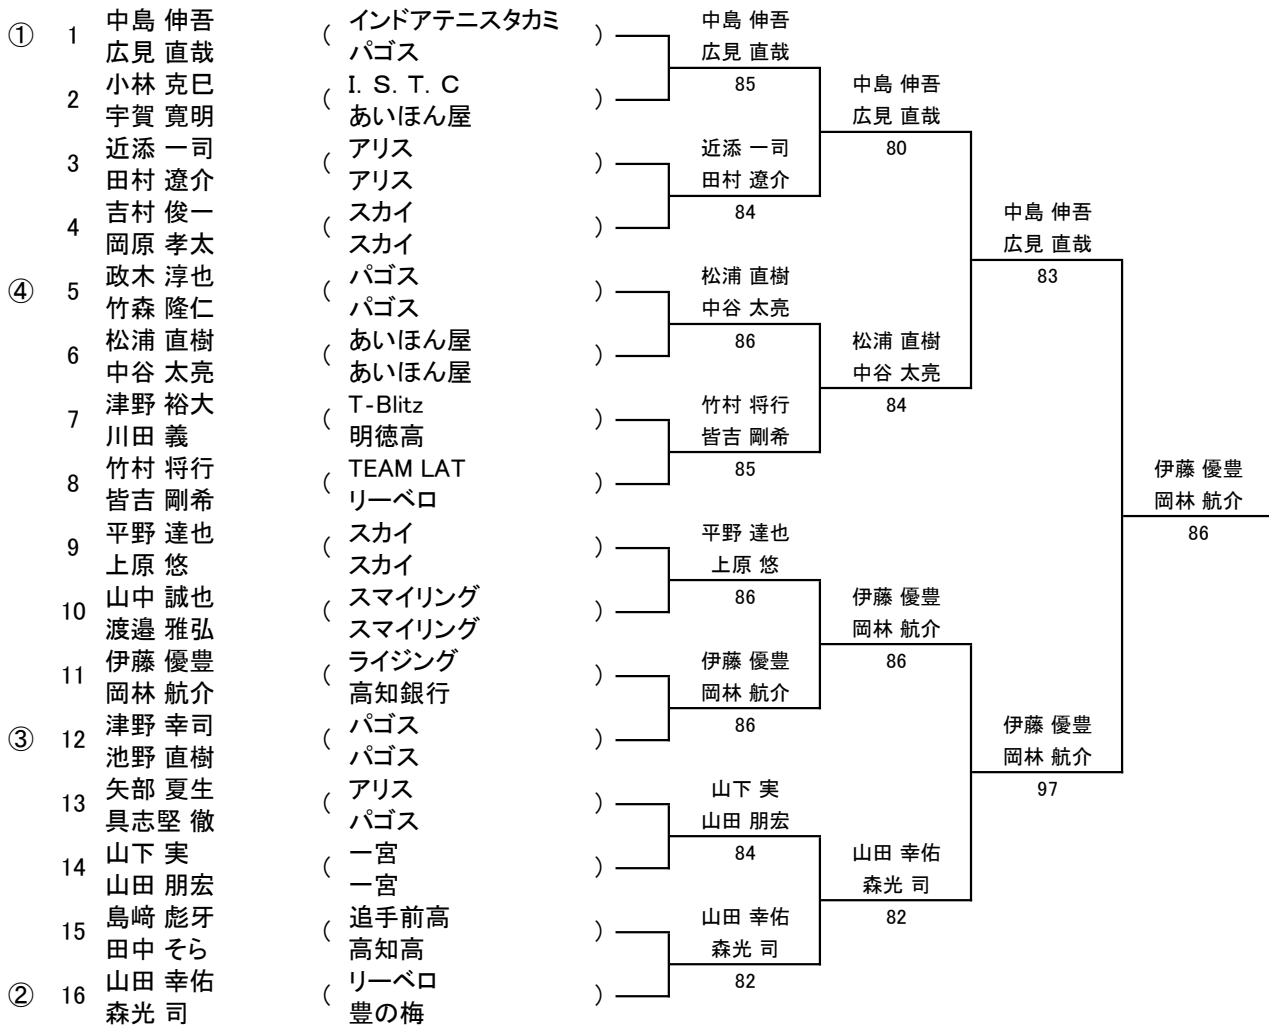 ① 1 中島 伸吾 ( インドアテニスタカミ )
広見 直哉 パゴス
2 小林 克巳 ( I. S. T. C )
宇賀 寛明 あいほん屋
3 近添 一司 ( アリス )
田村 遼介 アリス
4 吉村 俊一 ( スカイ )
岡原 孝太 スカイ
④ 5 政木 淳也 ( パゴス )
竹森 隆仁 パゴス
6 松浦 直樹 ( あいほん屋 )
中谷 太亮 あいほん屋
7 津野 裕大 ( T-Blitz )
川田 義 明徳高
8 竹村 将行 ( TEAM LAT )
皆吉 剛希 リーベロ
9 平野 達也 ( スカイ )
上原 悠 スカイ
10 山中 誠也 ( スマイリング )
渡邉 雅弘 スマイリング
11 伊藤 優豊 ( ライジング )
岡林 航介 高知銀行
③ 12 津野 幸司 ( パゴス )
池野 直樹 パゴス
13 矢部 夏生 ( アリス )
具志堅 徹 パゴス
14 山下 実 ( 一宮 )
山田 朋宏 一宮
15 島﨑 彪牙 ( 追手前高 )
田中 そら 高知高
② 16 山田 幸佑 ( リーベロ )
森光 司 豊の梅
中島 伸吾
広見 直哉
85
近添 一司
田村 遼介
84
松浦 直樹
中谷 太亮
86
竹村 将行
皆吉 剛希
85
平野 達也
上原 悠
86
伊藤 優豊
岡林 航介
86
山下 実
山田 朋宏
84
山田 幸佑
森光 司
82
中島 伸吾
広見 直哉
80
松浦 直樹
中谷 太亮
84
伊藤 優豊
岡林 航介
86
山田 幸佑
森光 司
82
中島 伸吾
広見 直哉
83
伊藤 優豊
岡林 航介
97
伊藤 優豊
岡林 航介
86